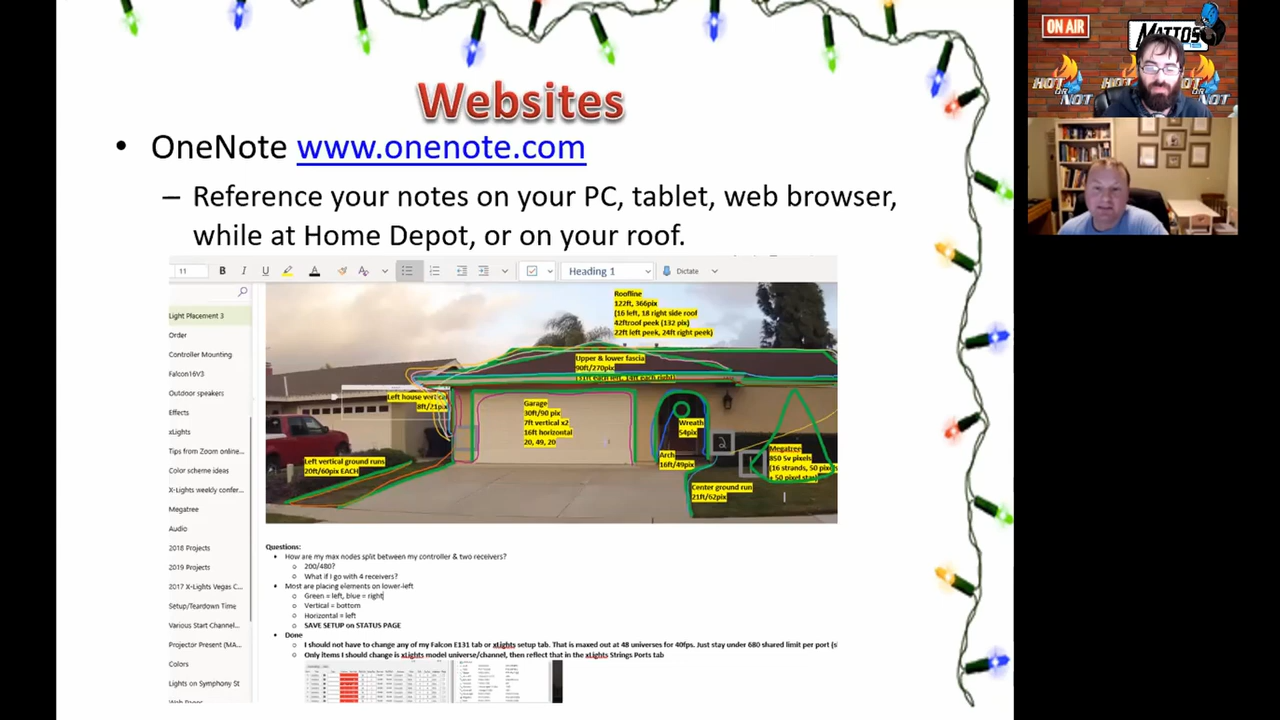 Websites
• OneNote www.onenote.com
– Reference your notes on your PC, tablet, web browser,
while at Home Depot, or on your roof.
11 B I U A A Heading 1 Dictate
Light Placement 3
Order
Controller Mounting
Falcon16V3
Outdoor speakers
Effects
xLights
Tips from Zoom online...
Color scheme ideas
X-Lights weekly confer...
Megatree
Audio
2018 Projects
2019 Projects
2017 X-Lights Vegas C...
Setup/Teardown Time
Various Start Channel...
Projector Present (MA...
Colors
Lights on Symphony St
Web Pages
Roofline
122ft, 366pix
(16 left, 18 right side roof
42ftroof peek (132 pix)
22ft left peek, 24ft right peek)
Upper & lower fascia
90ft/270pix
Left house vertical
8ft/21pix
Garage
30ft/90 pix
7ft vertical x2
16ft horizontal
20, 49, 20
Wreath
54pix
Arch
16ft/49pix
Left vertical ground runs
20ft/60pix EACH
Megatree
850 5v pixels
(16 strands, 50 pixels
+ 50 pixel star)
Center ground run
21ft/62pix
Questions:
• How are my max nodes split between my controller & two receivers?
o 200/480?
o What if I go with 4 receivers?
• Most are placing elements on lower-left
o Green = left, blue = right
o Vertical = bottom
o Horizontal = left
o SAVE SETUP on STATUS PAGE
• Done
o I should not have to change any of my Falcon E131 tab or xLights setup tab. That is maxed out at 48 universes for 40fps. Just stay under 680 shared limit per port (s
o Only Items I should change is xLights model universe/channel, then reflect that in the xLights Strings Ports tab
ON AIR
MATTOS
HOT OR NOT
HOT OR NOT